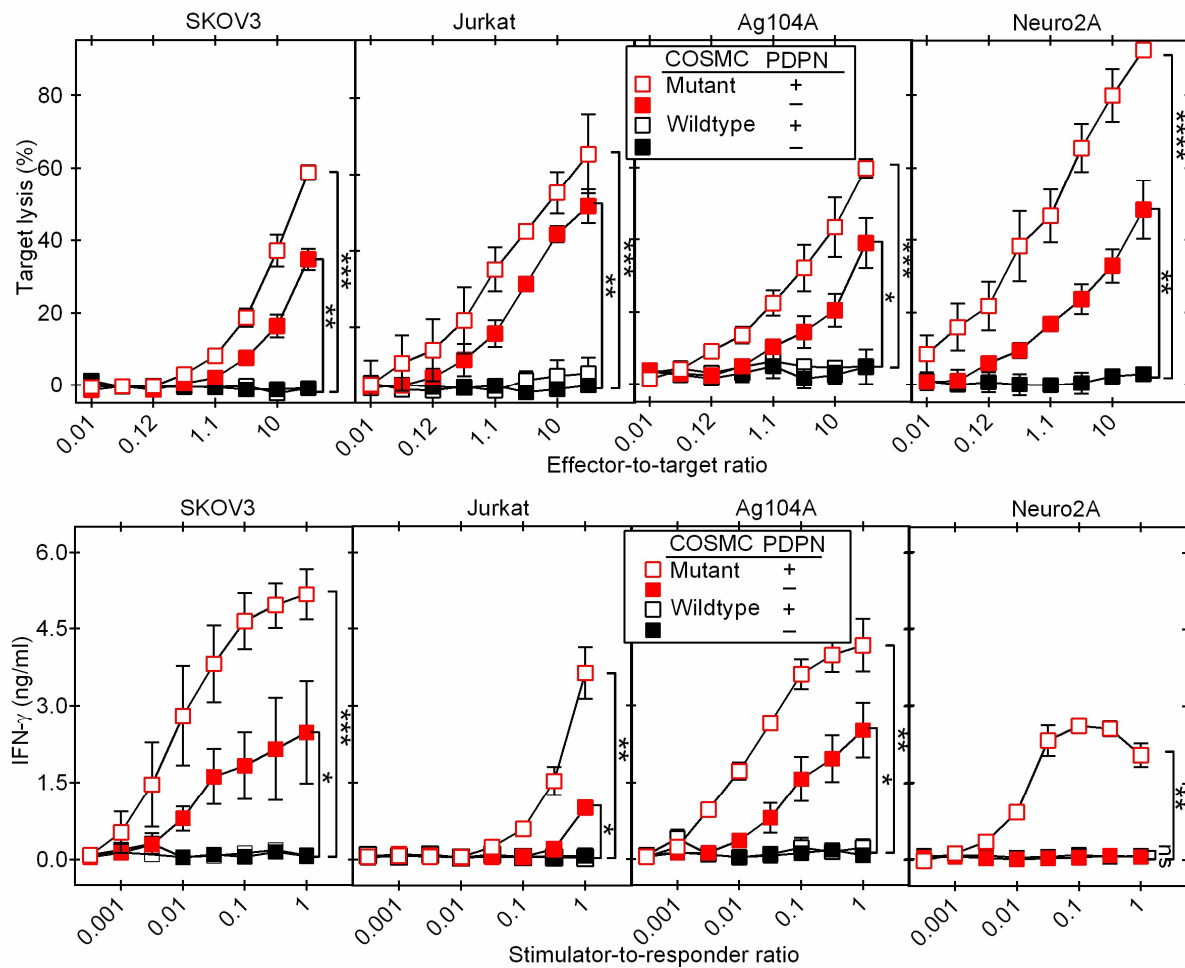 SKOV3 Jurkat Ag104A Neuro2A
COSMC PDPN
Mutant +
−
Wildtype +
−
Target lysis (%)
80
60
40
20
0
** ***
** ***
* ***
** ****
0.01 0.12 1.1 10 0.01 0.12 1.1 10 0.01 0.12 1.1 10 0.01 0.12 1.1 10
Effector-to-target ratio
SKOV3 Jurkat Ag104A Neuro2A
COSMC PDPN
Mutant +
−
Wildtype +
−
IFN-γ (ng/ml)
6.0
4.5
3.0
1.5
0.0
* ***
* **
* **
ns **
0.001 0.01 0.1 1 0.001 0.01 0.1 1 0.001 0.01 0.1 1 0.001 0.01 0.1 1
Stimulator-to-responder ratio